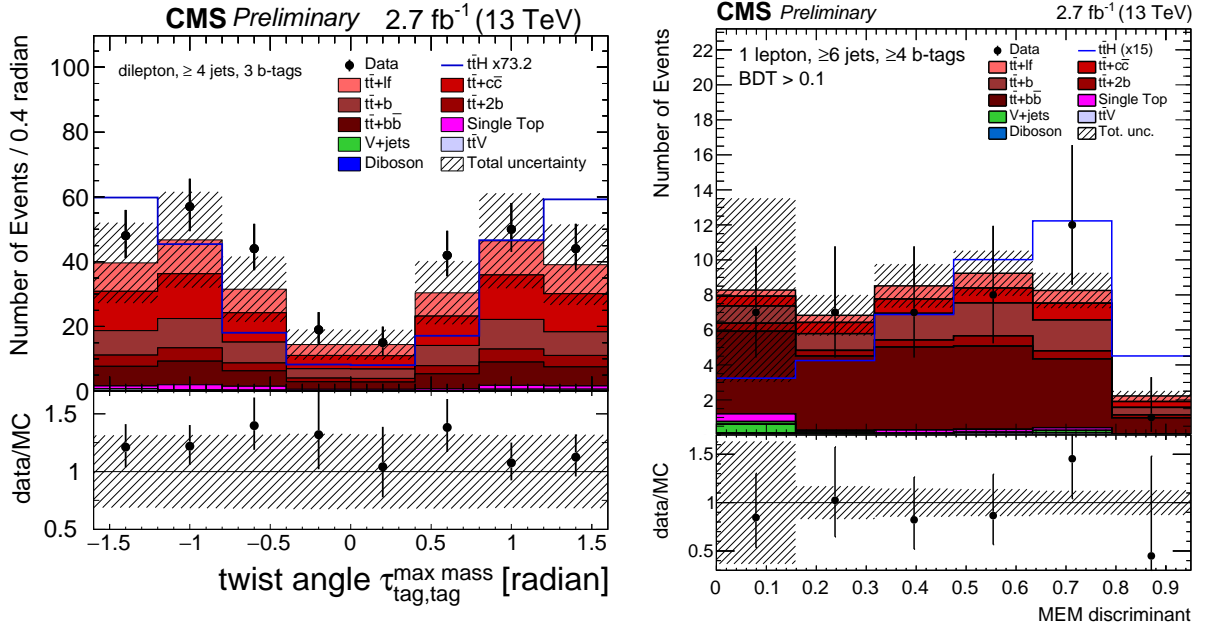 CMS Preliminary 2.7 fb⁻¹ (13 TeV)
Number of Events / 0.4 radian
dilepton, ≥ 4 jets, 3 b-tags
Data
tt̄H x73.2
tt̄+lf
tt̄+cc̄
tt̄+b
tt̄+2b
tt̄+bb̄
Single Top
V+jets
tt̄V
Diboson
Total uncertainty
100
80
60
40
20
0
data/MC
1.5
1
0.5
−1.5 −1 −0.5 0 0.5 1 1.5
twist angle τ^{max mass}_{tag,tag} [radian]
CMS Preliminary 2.7 fb⁻¹ (13 TeV)
Number of Events
1 lepton, ≥6 jets, ≥4 b-tags
BDT > 0.1
Data
tt̄H (x15)
tt̄+lf
tt̄+cc̄
tt̄+b
tt̄+2b
tt̄+bb̄
Single Top
V+jets
tt̄V
Diboson
Tot. unc.
22
20
18
16
14
12
10
8
6
4
2
data/MC
1.5
1.0
0.5
0 0.1 0.2 0.3 0.4 0.5 0.6 0.7 0.8 0.9
MEM discriminant